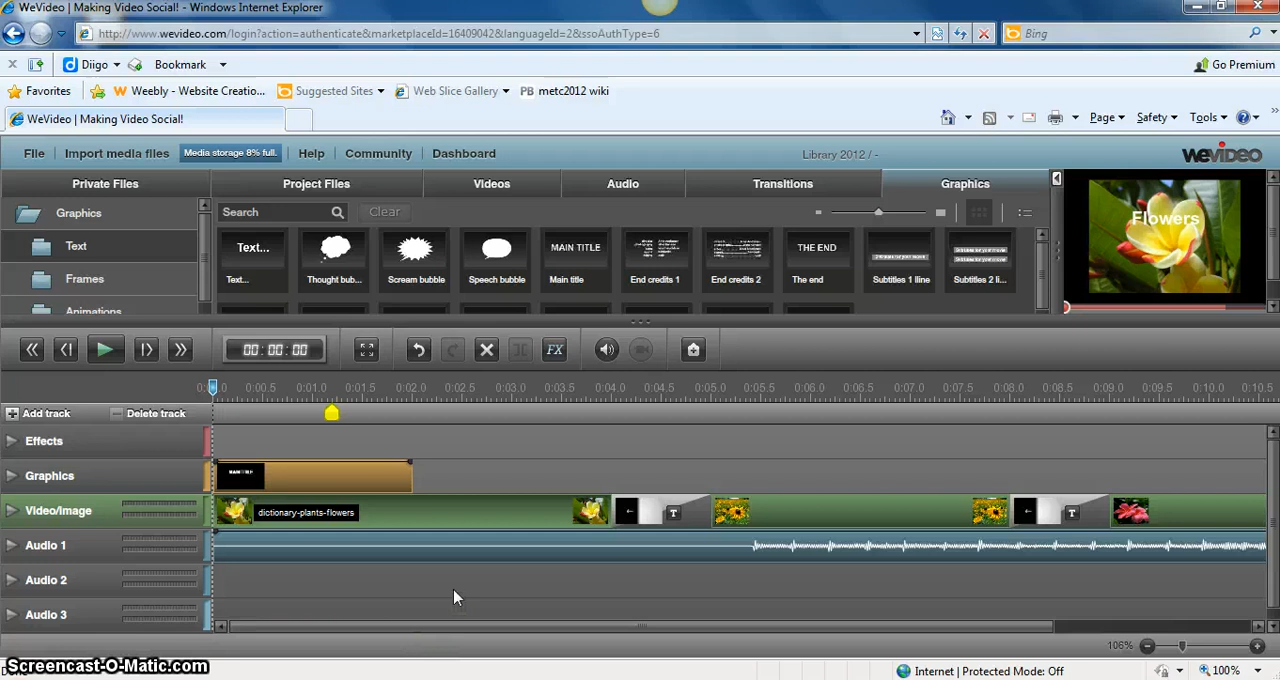 WeVideo | Making Video Social! - Windows Internet Explorer
http://www.wevideo.com/login?action=authenticate&marketplaceId=16409042&languageId=2&ssoAuthType=6
Bing
Diigo Bookmark Go Premium
Favorites Weebly - Website Creatio... Suggested Sites Web Slice Gallery PB metc2012 wiki
WeVideo | Making Video Social! Page Safety Tools
File Import media files Media storage 8% full. Help Community Dashboard Library 2012 / - WEVIDEO
Private Files Project Files Videos Audio Transitions Graphics
Graphics Search Clear
Flowers
Text Text... MAIN TITLE THE END
Frames Text... Thought bub... Scream bubble Speech bubble Main title End credits 1 End credits 2 The end Subtitles 1 line Subtitles 2 li...
Animations
00:00:00 FX
0:00.5 0:01.0 0:01.5 0:02.0 0:02.5 0:03.0 0:03.5 0:04.0 0:04.5 0:05.0 0:05.5 0:06.0 0:06.5 0:07.0 0:07.5 0:08.0 0:08.5 0:09.0 0:09.5 0:10.0 0:10.5
Add track Delete track
Effects
Graphics MAIN TITLE
Video/Image dictionary-plants-flowers T T
Audio 1
Audio 2
Audio 3
106%
Screencast-O-Matic.com Internet | Protected Mode: Off 100%